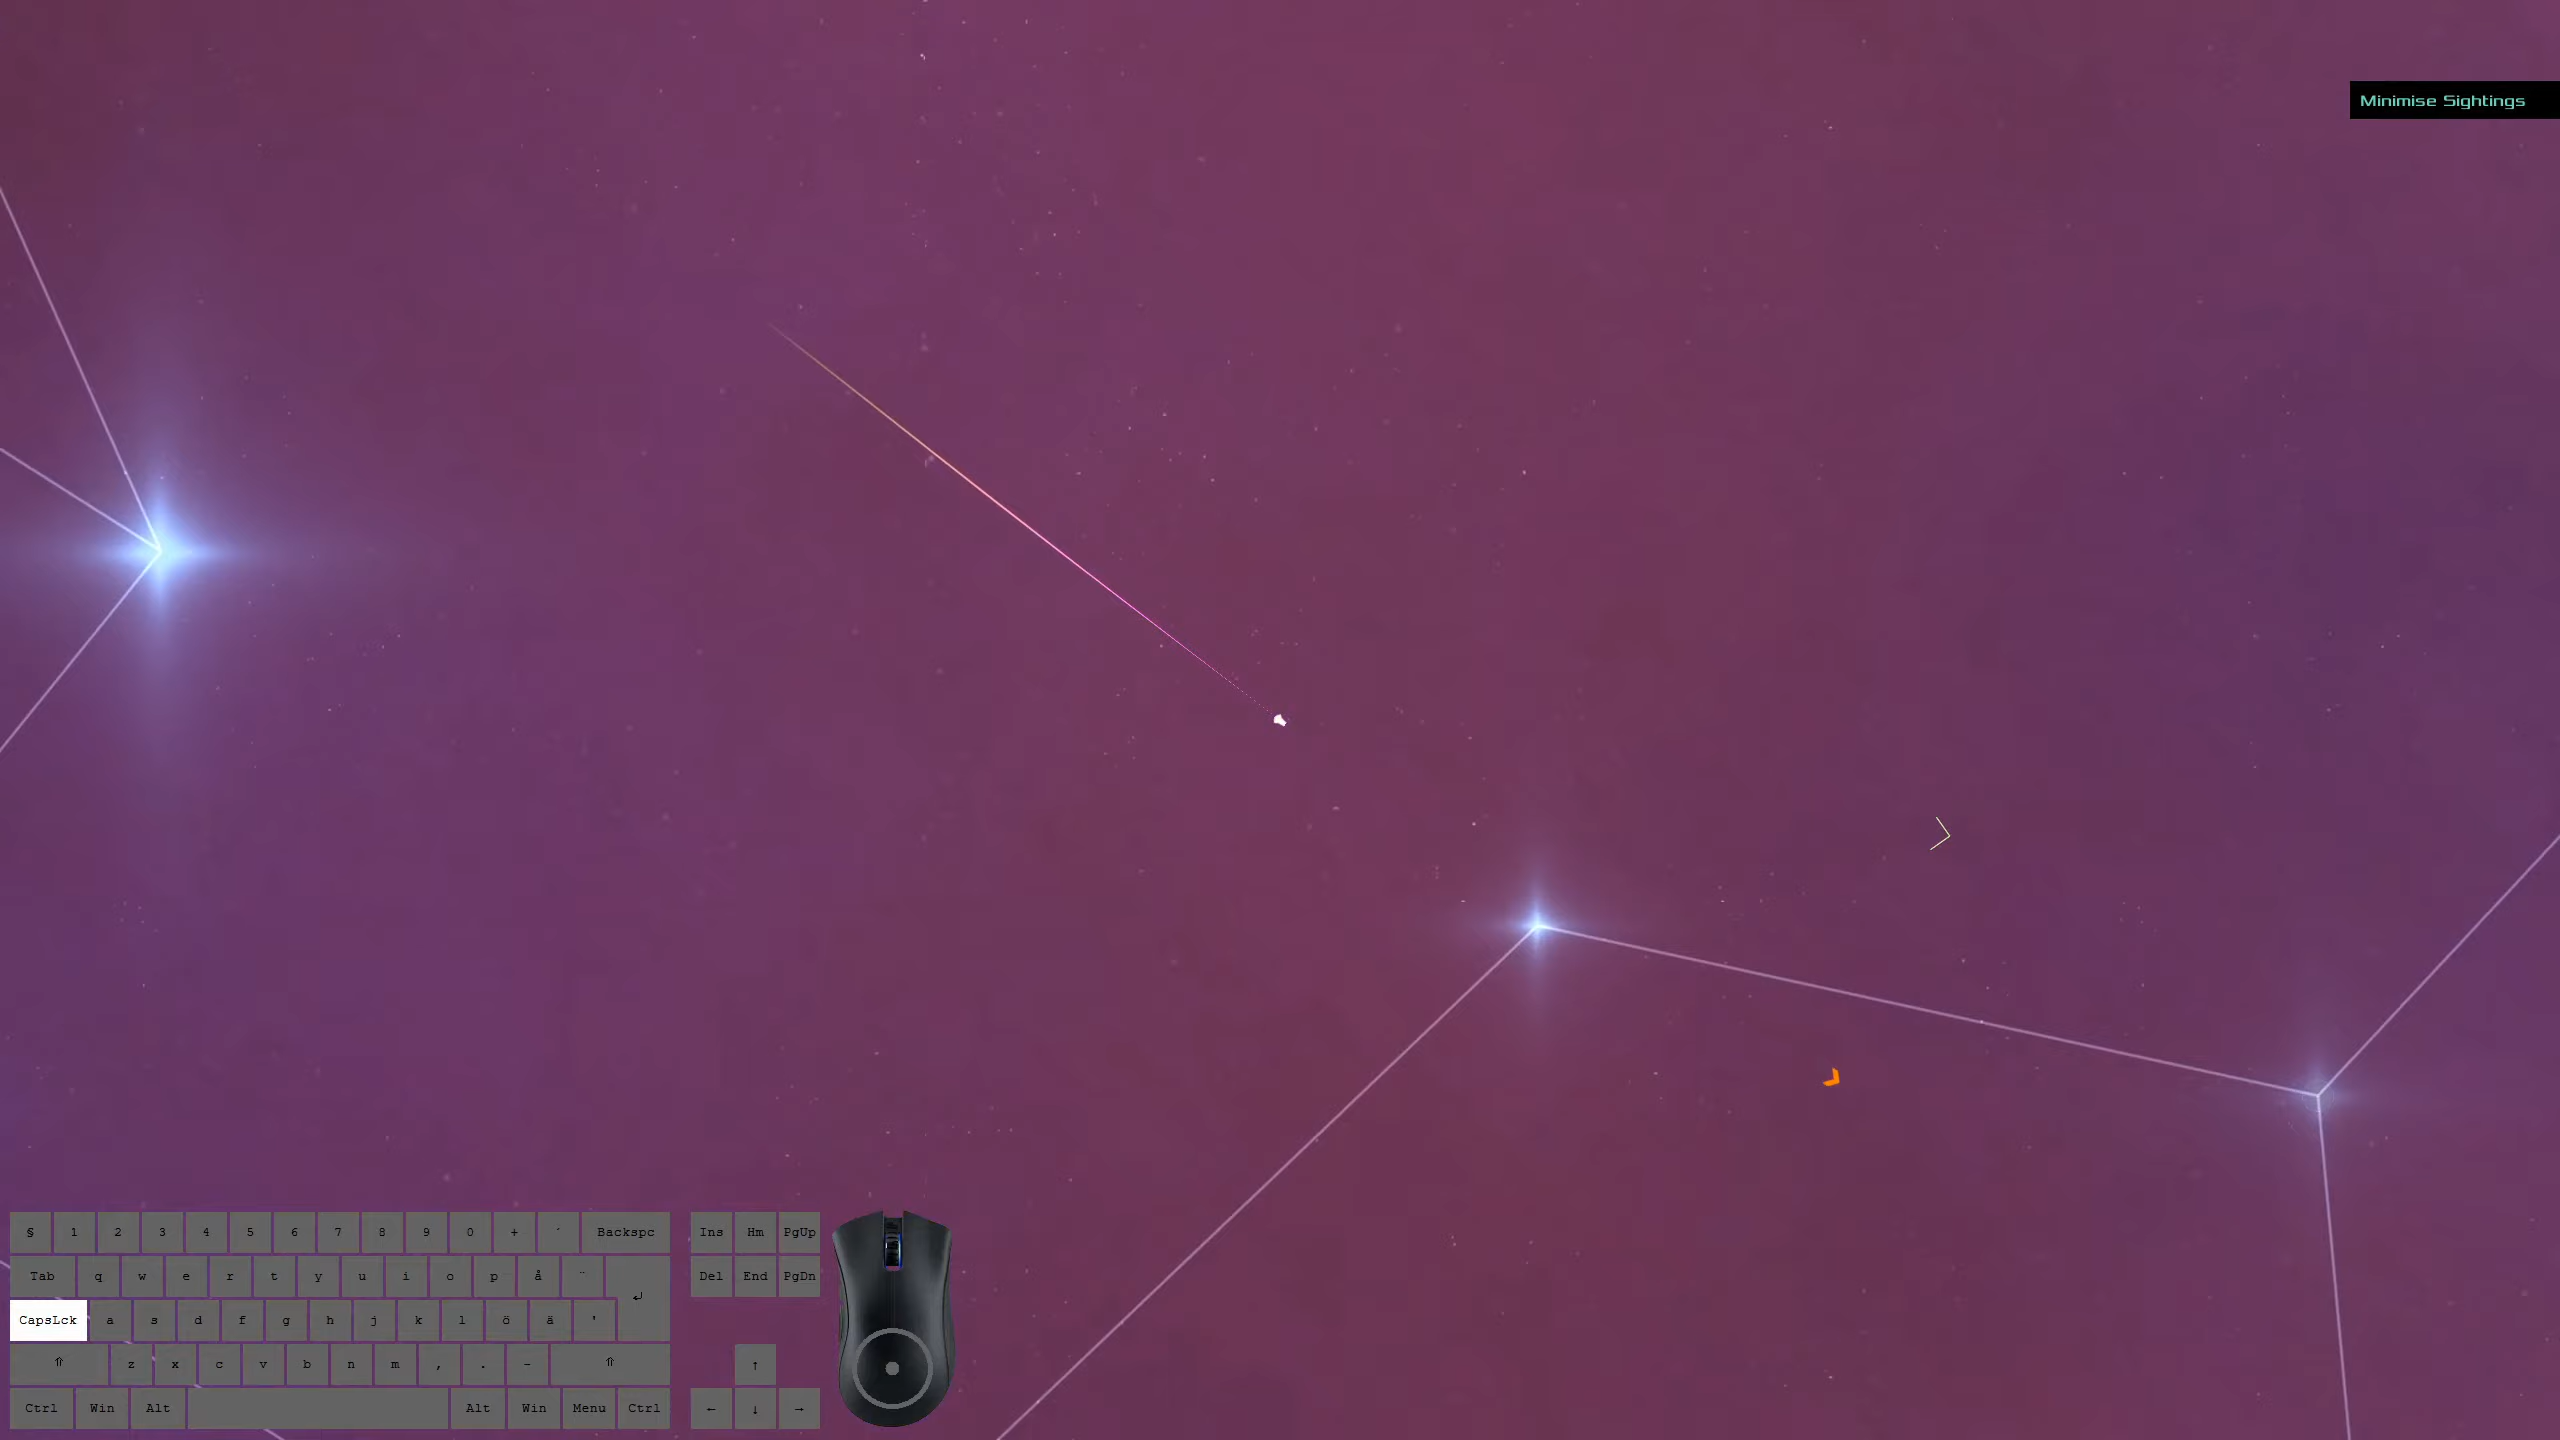 Minimise Sightings
§ 1 2 3 4 5 6 7 8 9 0 + ´ Backspc Ins Hm PgUp
Tab q w e r t y u i o p å ¨ ↵ Del End PgDn
CapsLck a s d f g h j k l ö ä '
⇧ z x c v b n m , . - ⇧ ↑
Ctrl Win Alt Alt Win Menu Ctrl ← ↓ →